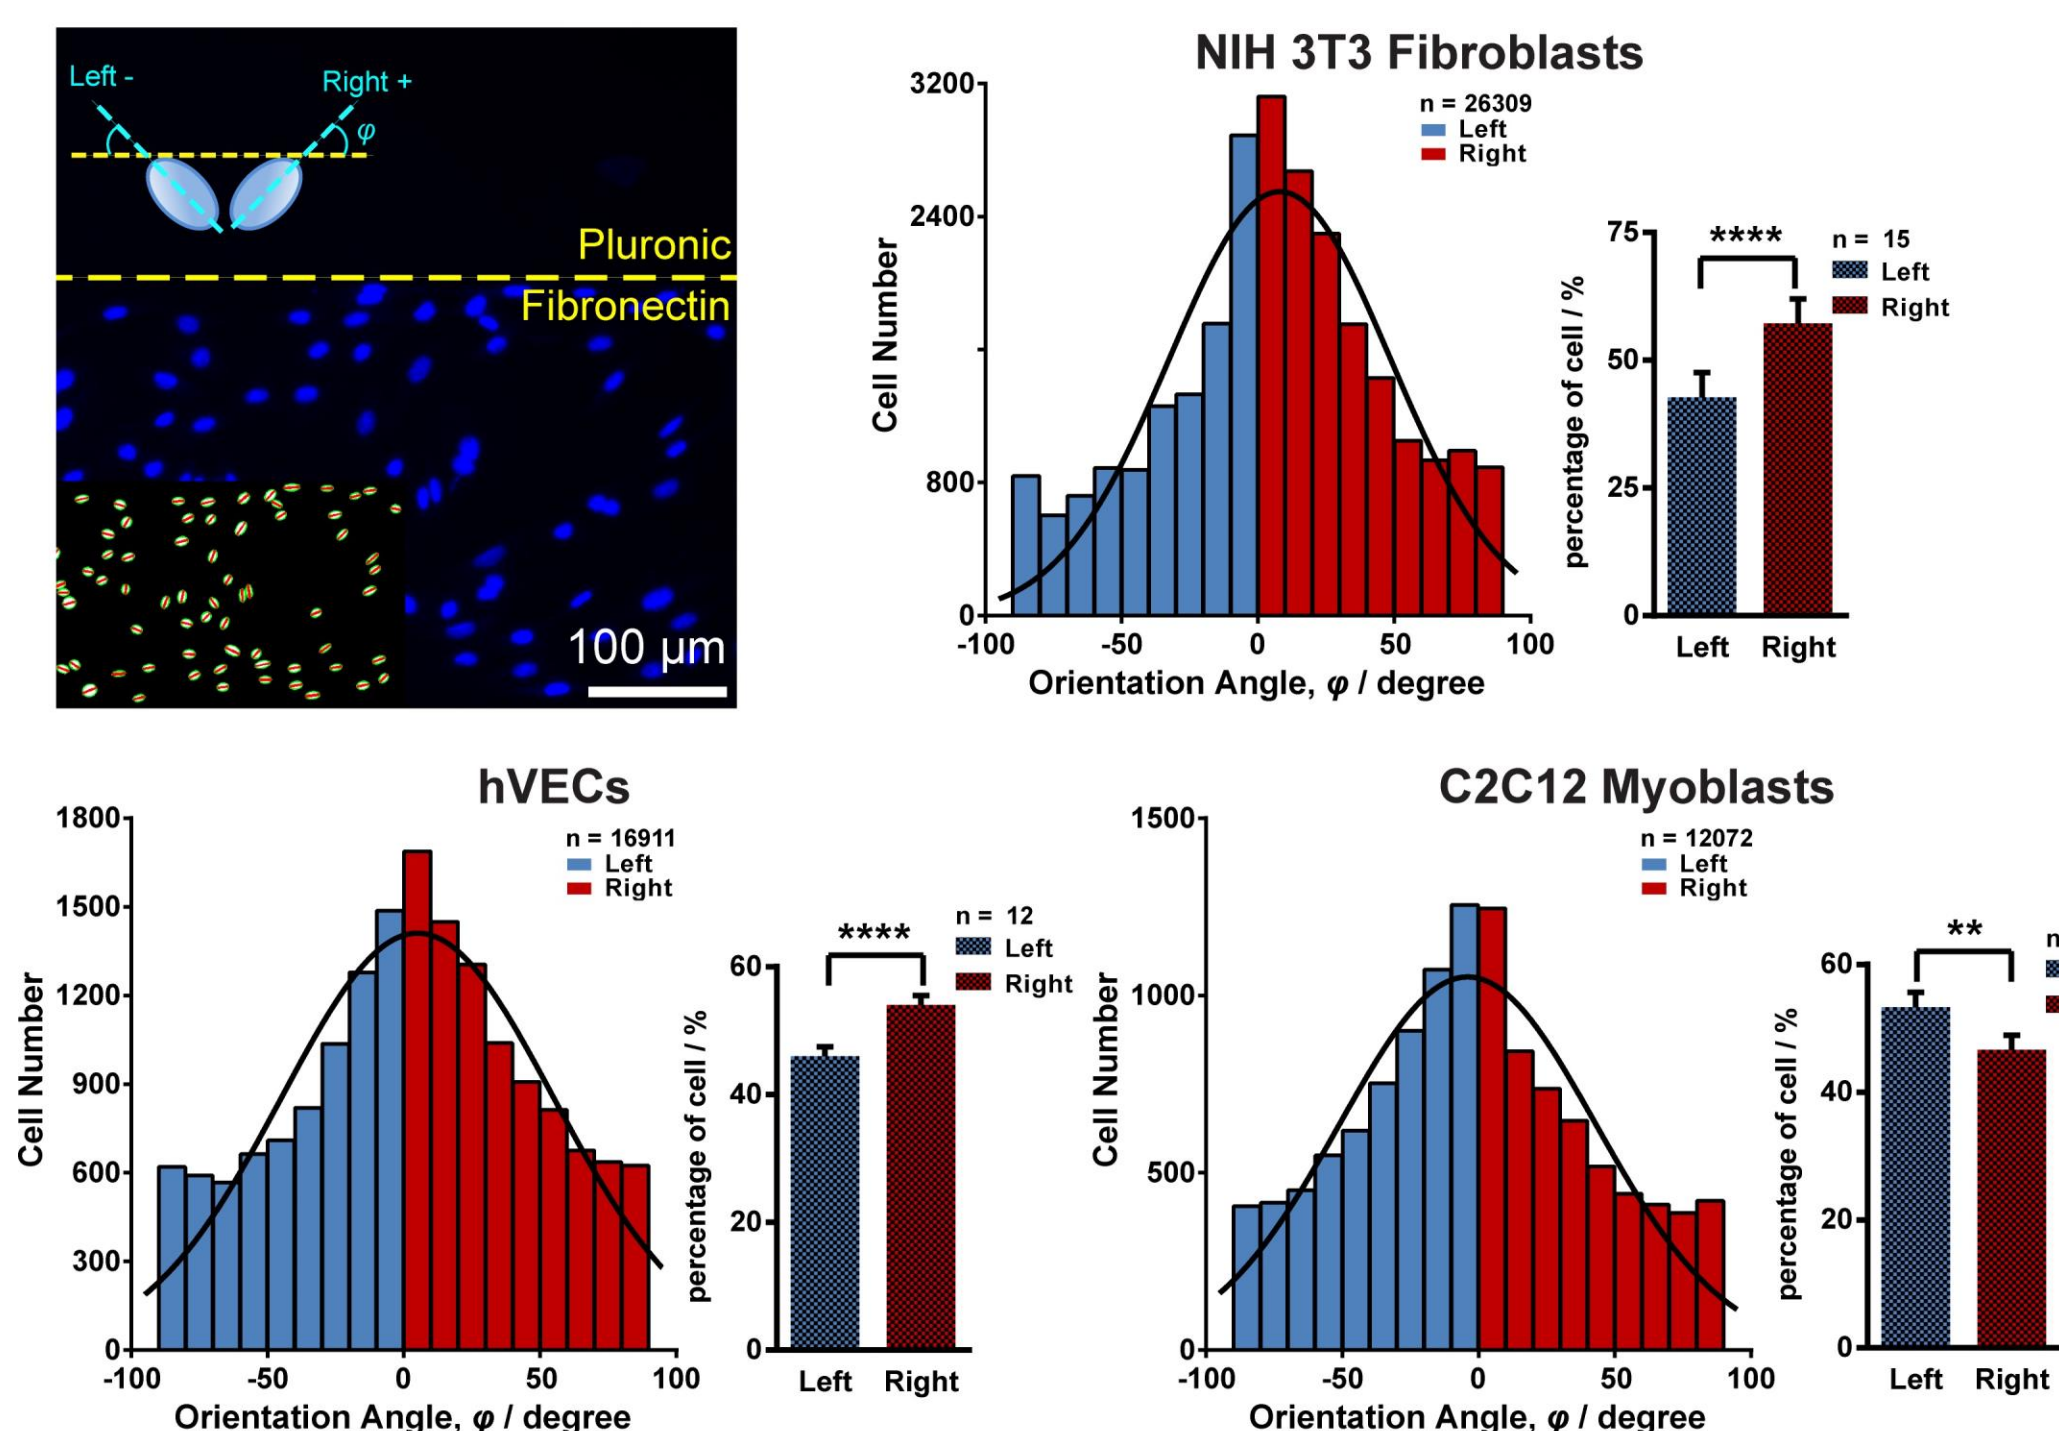 Left -
Right +
φ
Pluronic
Fibronectin
100 µm
NIH 3T3 Fibroblasts
3200
2400
800
0
Cell Number
n = 26309
Left
Right
-100 -50 0 50 100
Orientation Angle, φ / degree
75
50
25
0
percentage of cell / %
****
n = 15
Left
Right
Left Right
hVECs
1800
1500
1200
900
600
300
0
Cell Number
n = 16911
Left
Right
-100 -50 0 50 100
Orientation Angle, φ / degree
60
40
20
0
percentage of cell / %
****
n = 12
Left
Right
Left Right
C2C12 Myoblasts
1500
1000
500
0
Cell Number
n = 12072
Left
Right
-100 -50 0 50 100
Orientation Angle, φ / degree
60
40
20
0
percentage of cell / %
**
n
Left Right